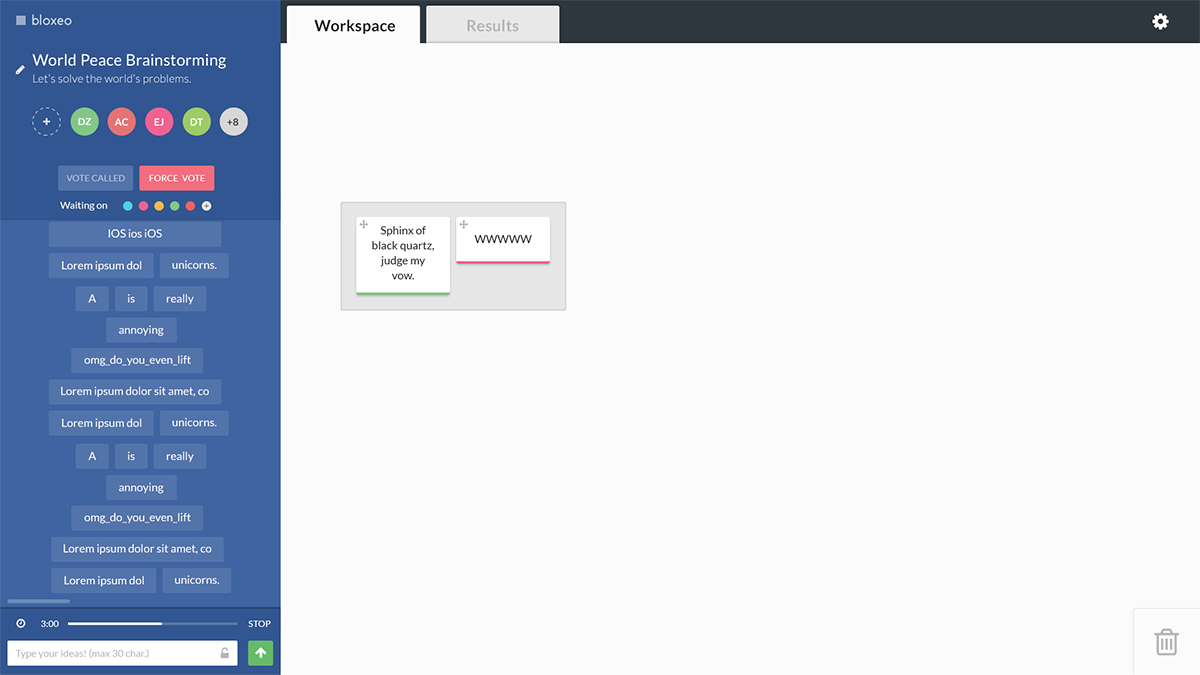 bloxeo
Workspace
Results
World Peace Brainstorming
Let's solve the world's problems.
+ DZ AC EJ DT +8
VOTE CALLED FORCE VOTE
Waiting on
IOS ios iOS
Lorem ipsum dol unicorns.
A is really
annoying
omg_do_you_even_lift
Lorem ipsum dolor sit amet, co
Lorem ipsum dol unicorns.
A is really
annoying
omg_do_you_even_lift
Lorem ipsum dolor sit amet, co
Lorem ipsum dol unicorns.
3:00 STOP
Type your ideas! (max 30 char.)
Sphinx of
black quartz,
judge my
vow.
WWWWW